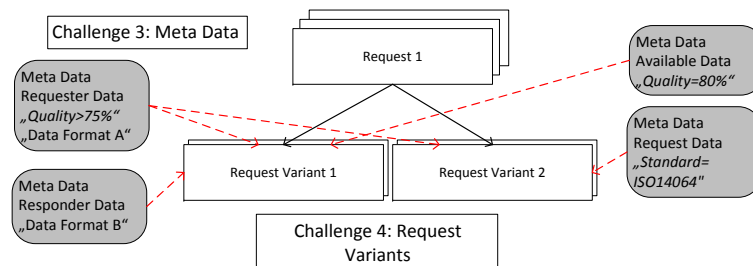 Challenge 3: Meta Data
Request 1
Meta Data
Requester Data
„Quality>75%“
„Data Format A“
Meta Data
Available Data
„Quality=80%“
Request Variant 1
Request Variant 2
Meta Data
Request Data
„Standard=
ISO14064"
Meta Data
Responder Data
„Data Format B“
Challenge 4: Request
Variants